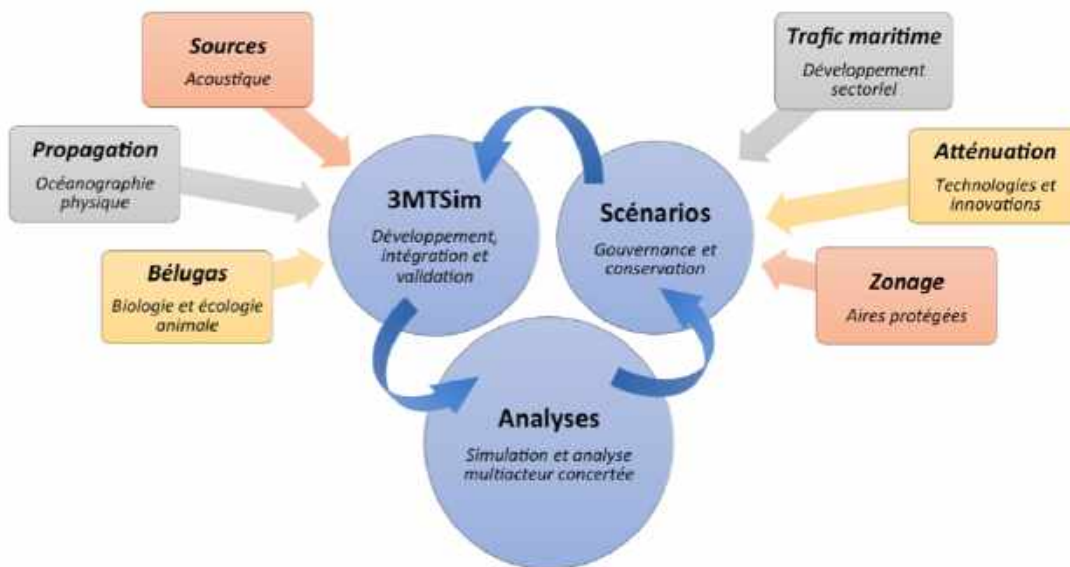 Sources
Acoustique
Trafic maritime
Développement
sectoriel
Propagation
Océanographie
physique
Atténuation
Technologies et
innovations
3MTSim
Développement,
intégration et
validation
Scénarios
Gouvernance et
conservation
Bélugas
Biologie et écologie
animale
Zonage
Aires protégées
Analyses
Simulation et analyse
multiacteur concertée